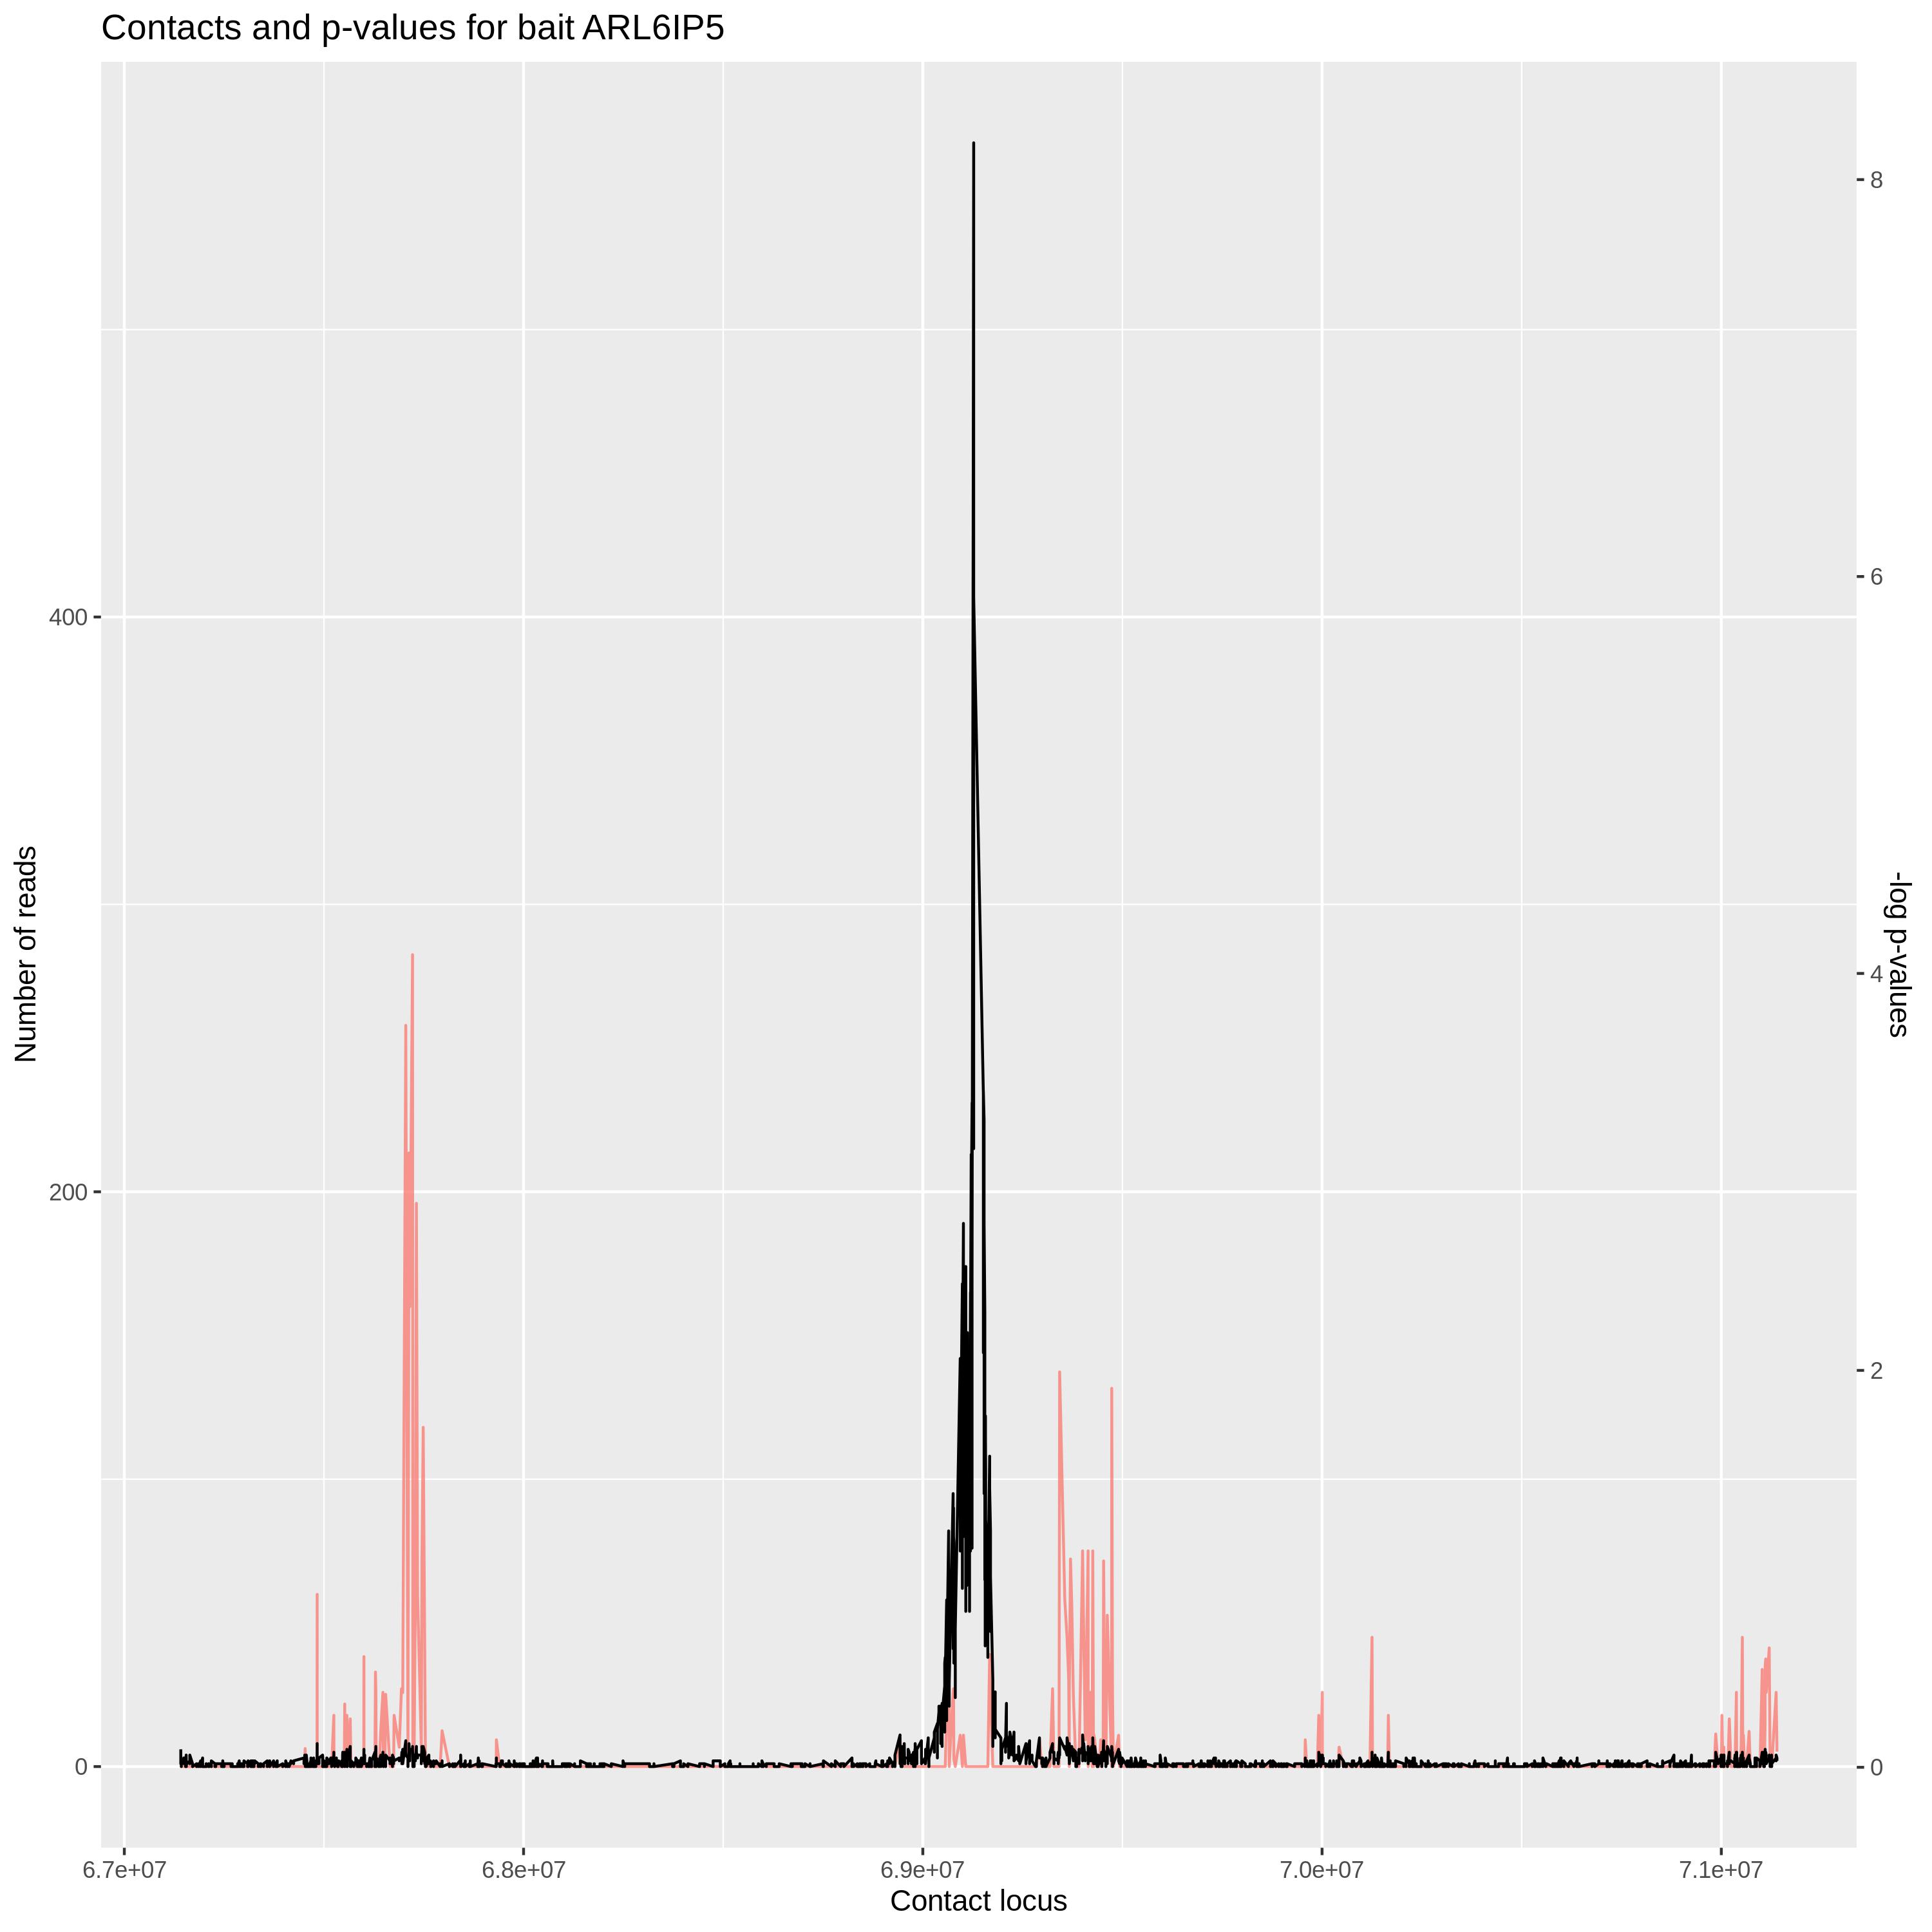 Contacts and p-values for bait ARL6IP5
Number of reads
400
200
0
8
6
4
2
0
-log p-values
6.7e+07
6.8e+07
6.9e+07
7.0e+07
7.1e+07
Contact locus